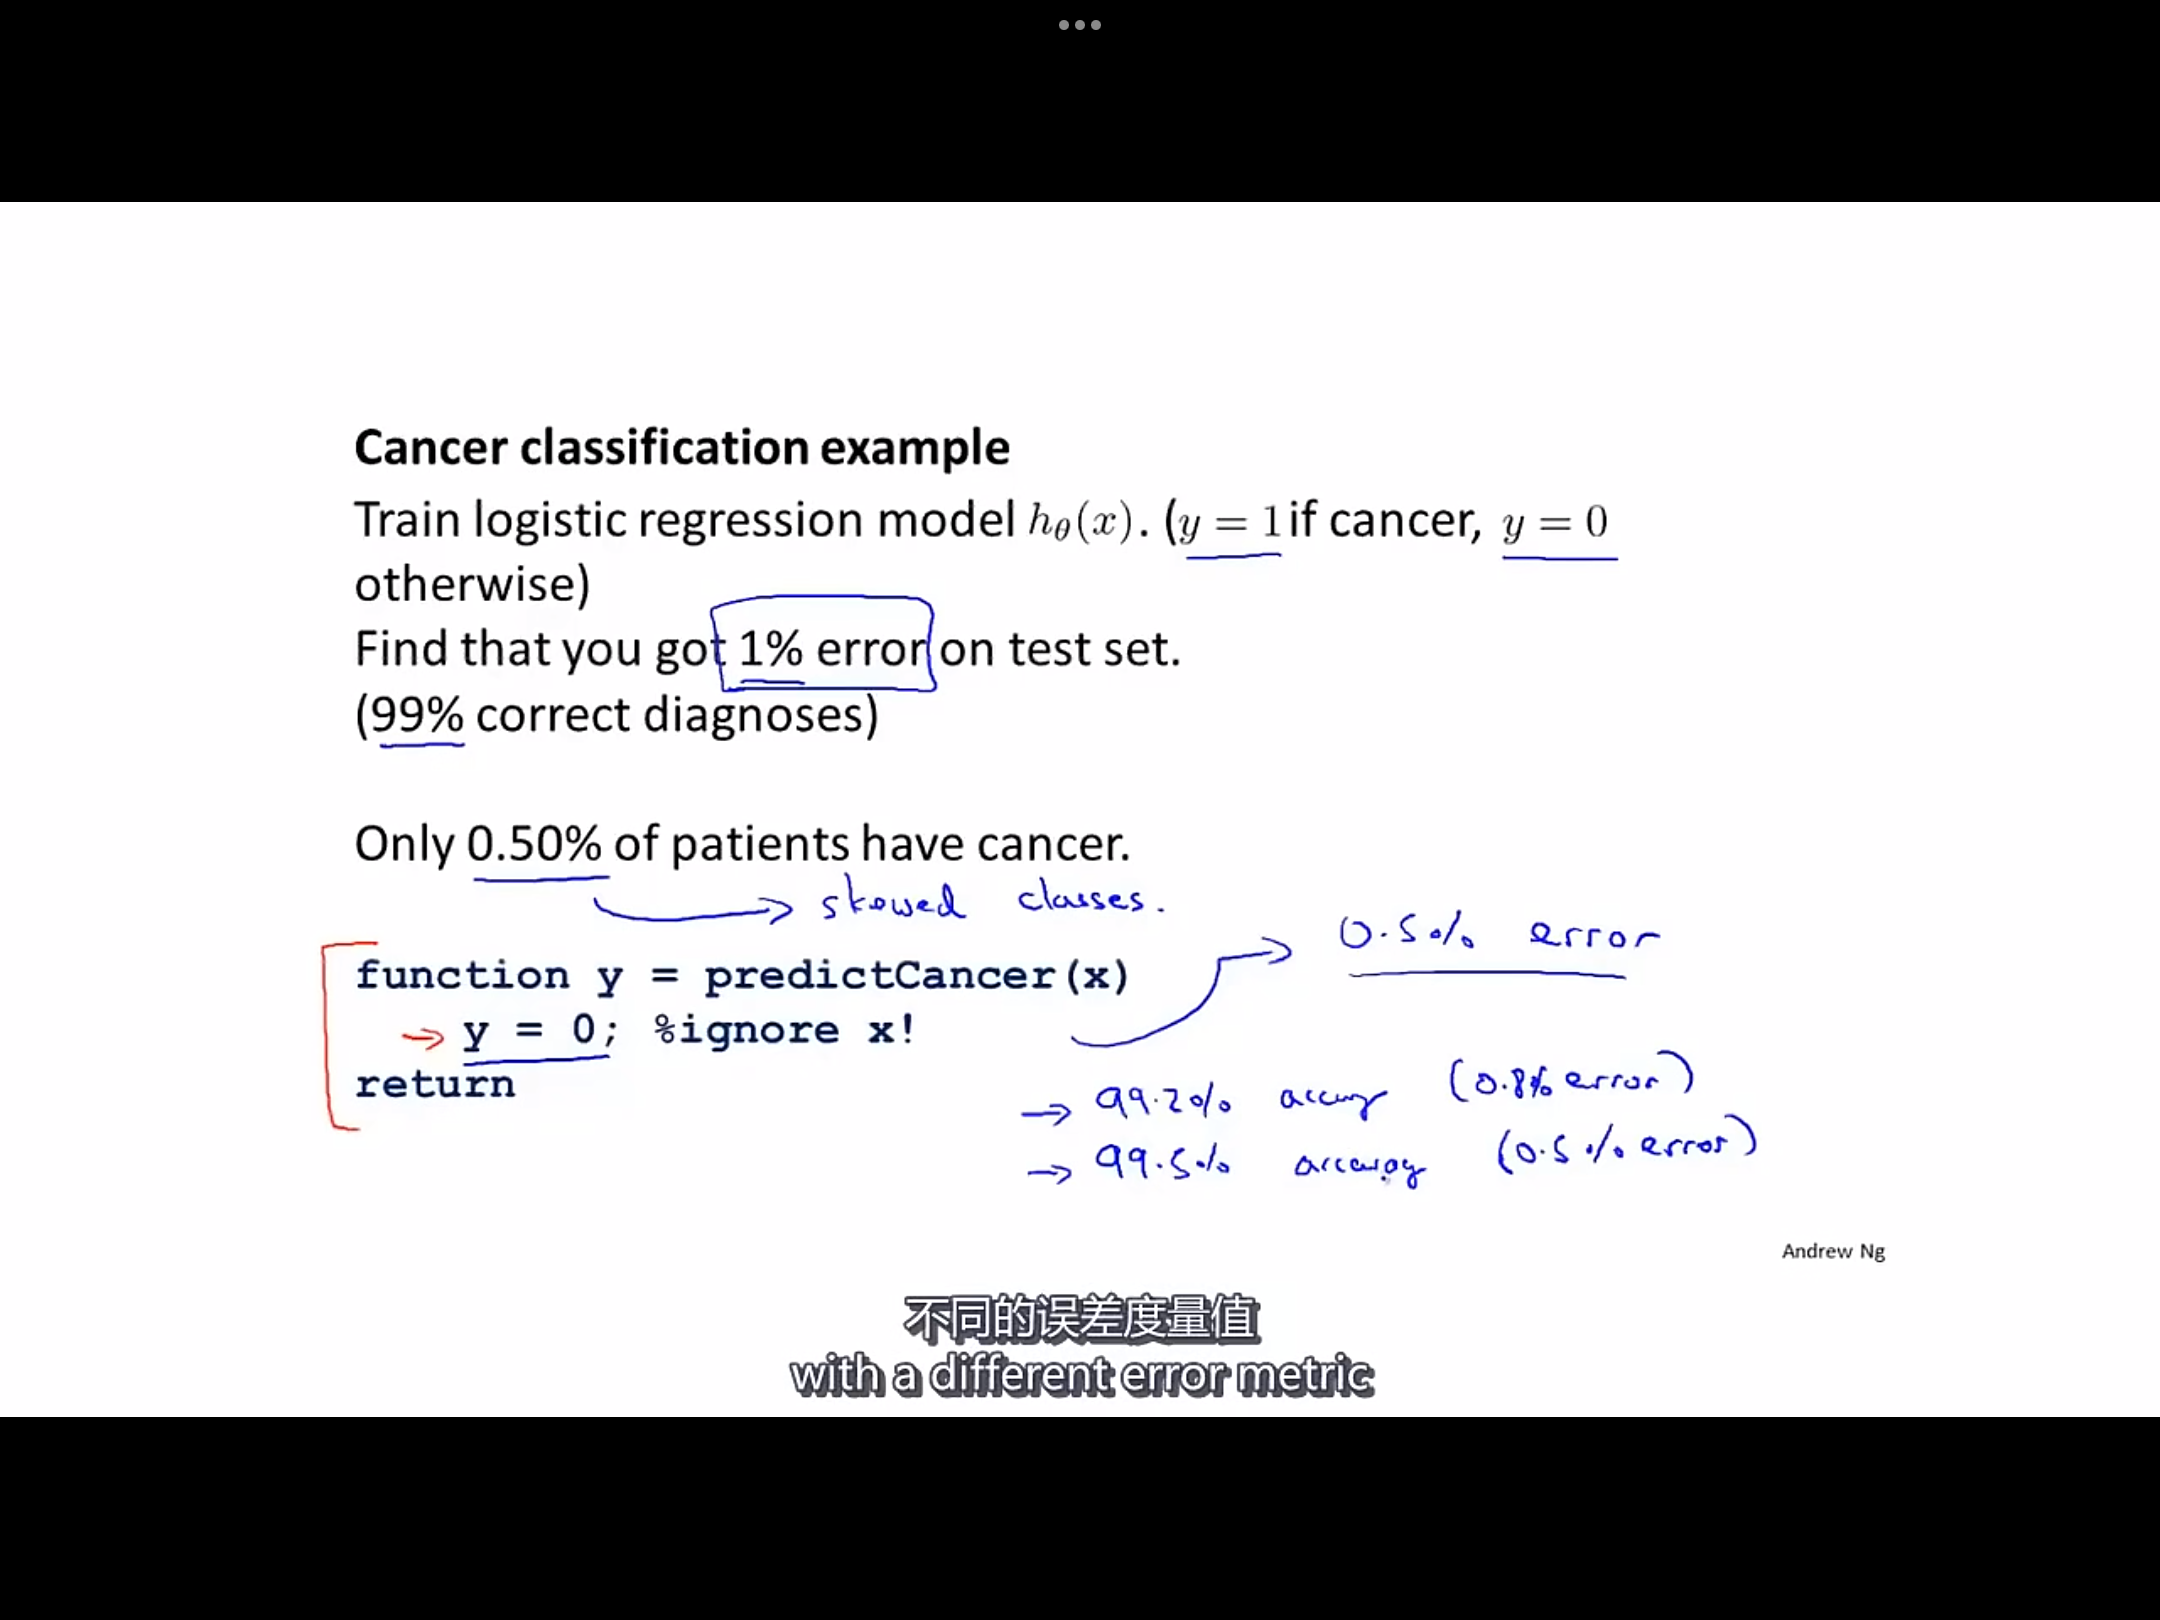 Cancer classification example
Train logistic regression model hθ(x). (y = 1 if cancer, y = 0
otherwise)
Find that you got 1% error on test set.
(99% correct diagnoses)
Only 0.50% of patients have cancer.
skewed classes.
0.5% error
function y = predictCancer(x)
y = 0; %ignore x!
return
99.2% (0.8% error)
99.5% accuracy (0.5% error)
Andrew Ng
不同的误差度量值
with a different error metric